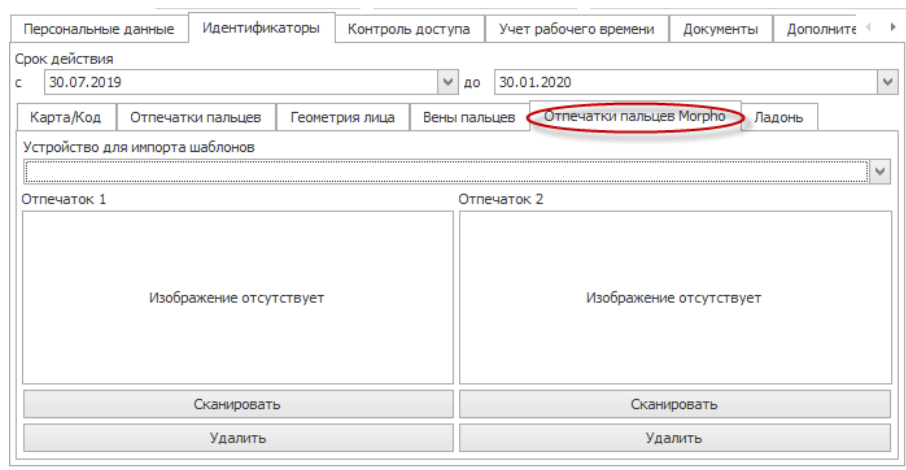 Персональные данные Идентификаторы Контроль доступа Учет рабочего времени Документы Дополните
Срок действия
с 30.07.2019 до 30.01.2020
Карта/Код Отпечатки пальцев Геометрия лица Вены пальцев Отпечатки пальцев Morpho Ладонь
Устройство для импорта шаблонов
Отпечаток 1 Отпечаток 2
Изображение отсутствует Изображение отсутствует
Сканировать Сканировать
Удалить Удалить